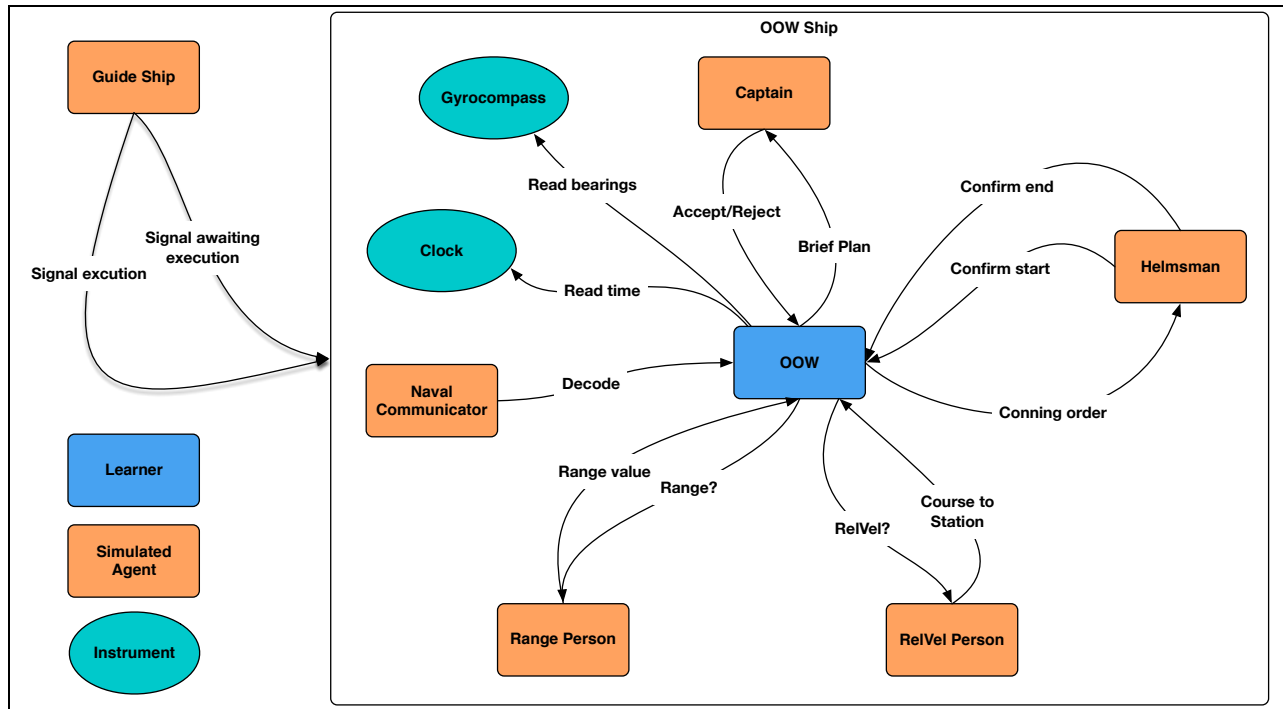 OOW Ship
Guide Ship
Gyrocompass
Captain
Read bearings
Accept/Reject
Brief Plan
Confirm end
Signal awaiting
execution
Signal excution
Clock
Read time
Confirm start
Helmsman
OOW
Naval
Communicator
Decode
Conning order
Learner
Range value
Range?
Course to
Station
RelVel?
Simulated
Agent
Instrument
Range Person
RelVel Person